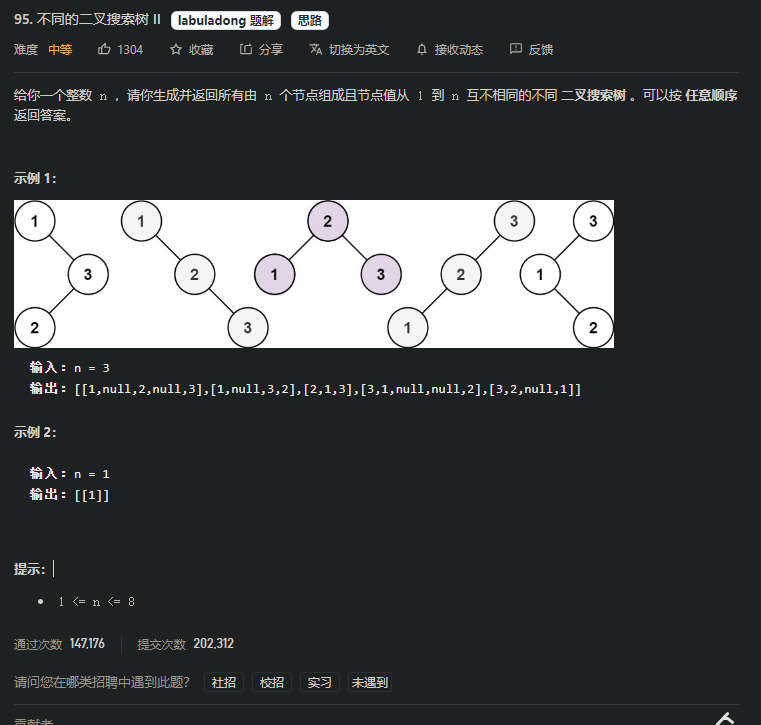 95. 不同的二叉搜索树 II labuladong 题解 思路
难度 中等 1304 收藏 分享 切换为英文 接收动态 反馈
给你一个整数 n ，请你生成并返回所有由 n 个节点组成且节点值从 1 到 n 互不相同的不同 二叉搜索树 。可以按 任意顺序
返回答案。
示例 1：
1 1 2 3 3
3 2 1 3 2 1
2 3 1 2
输入：n = 3
输出：[[1,null,2,null,3],[1,null,3,2],[2,1,3],[3,1,null,null,2],[3,2,null,1]]
示例 2：
输入：n = 1
输出：[[1]]
提示：
1 <= n <= 8
通过次数 147,176 提交次数 202,312
请问您在哪类招聘中遇到此题？ 社招 校招 实习 未遇到
贡献者